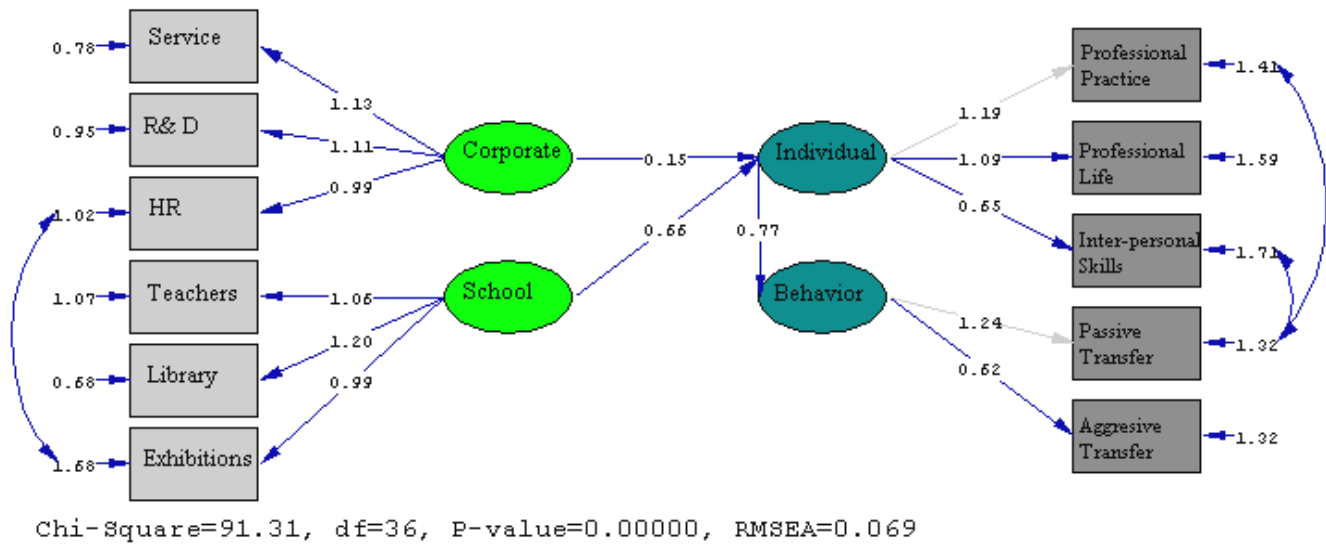 Service
0.78
R& D
0.95
HR
1.02
Teachers
1.07
Library
0.68
Exhibitions
1.68
1.13
1.11
0.99
1.06
1.20
0.99
Corporate
School
0.15
0.66
Individual
0.77
Behavior
1.19
1.09
0.65
1.24
0.62
Professional
Practice
1.41
Professional
Life
1.59
Inter-personal
Skills
1.71
Passive
Transfer
1.32
Aggresive
Transfer
1.32
Chi-Square=91.31, df=36, P-value=0.00000, RMSEA=0.069